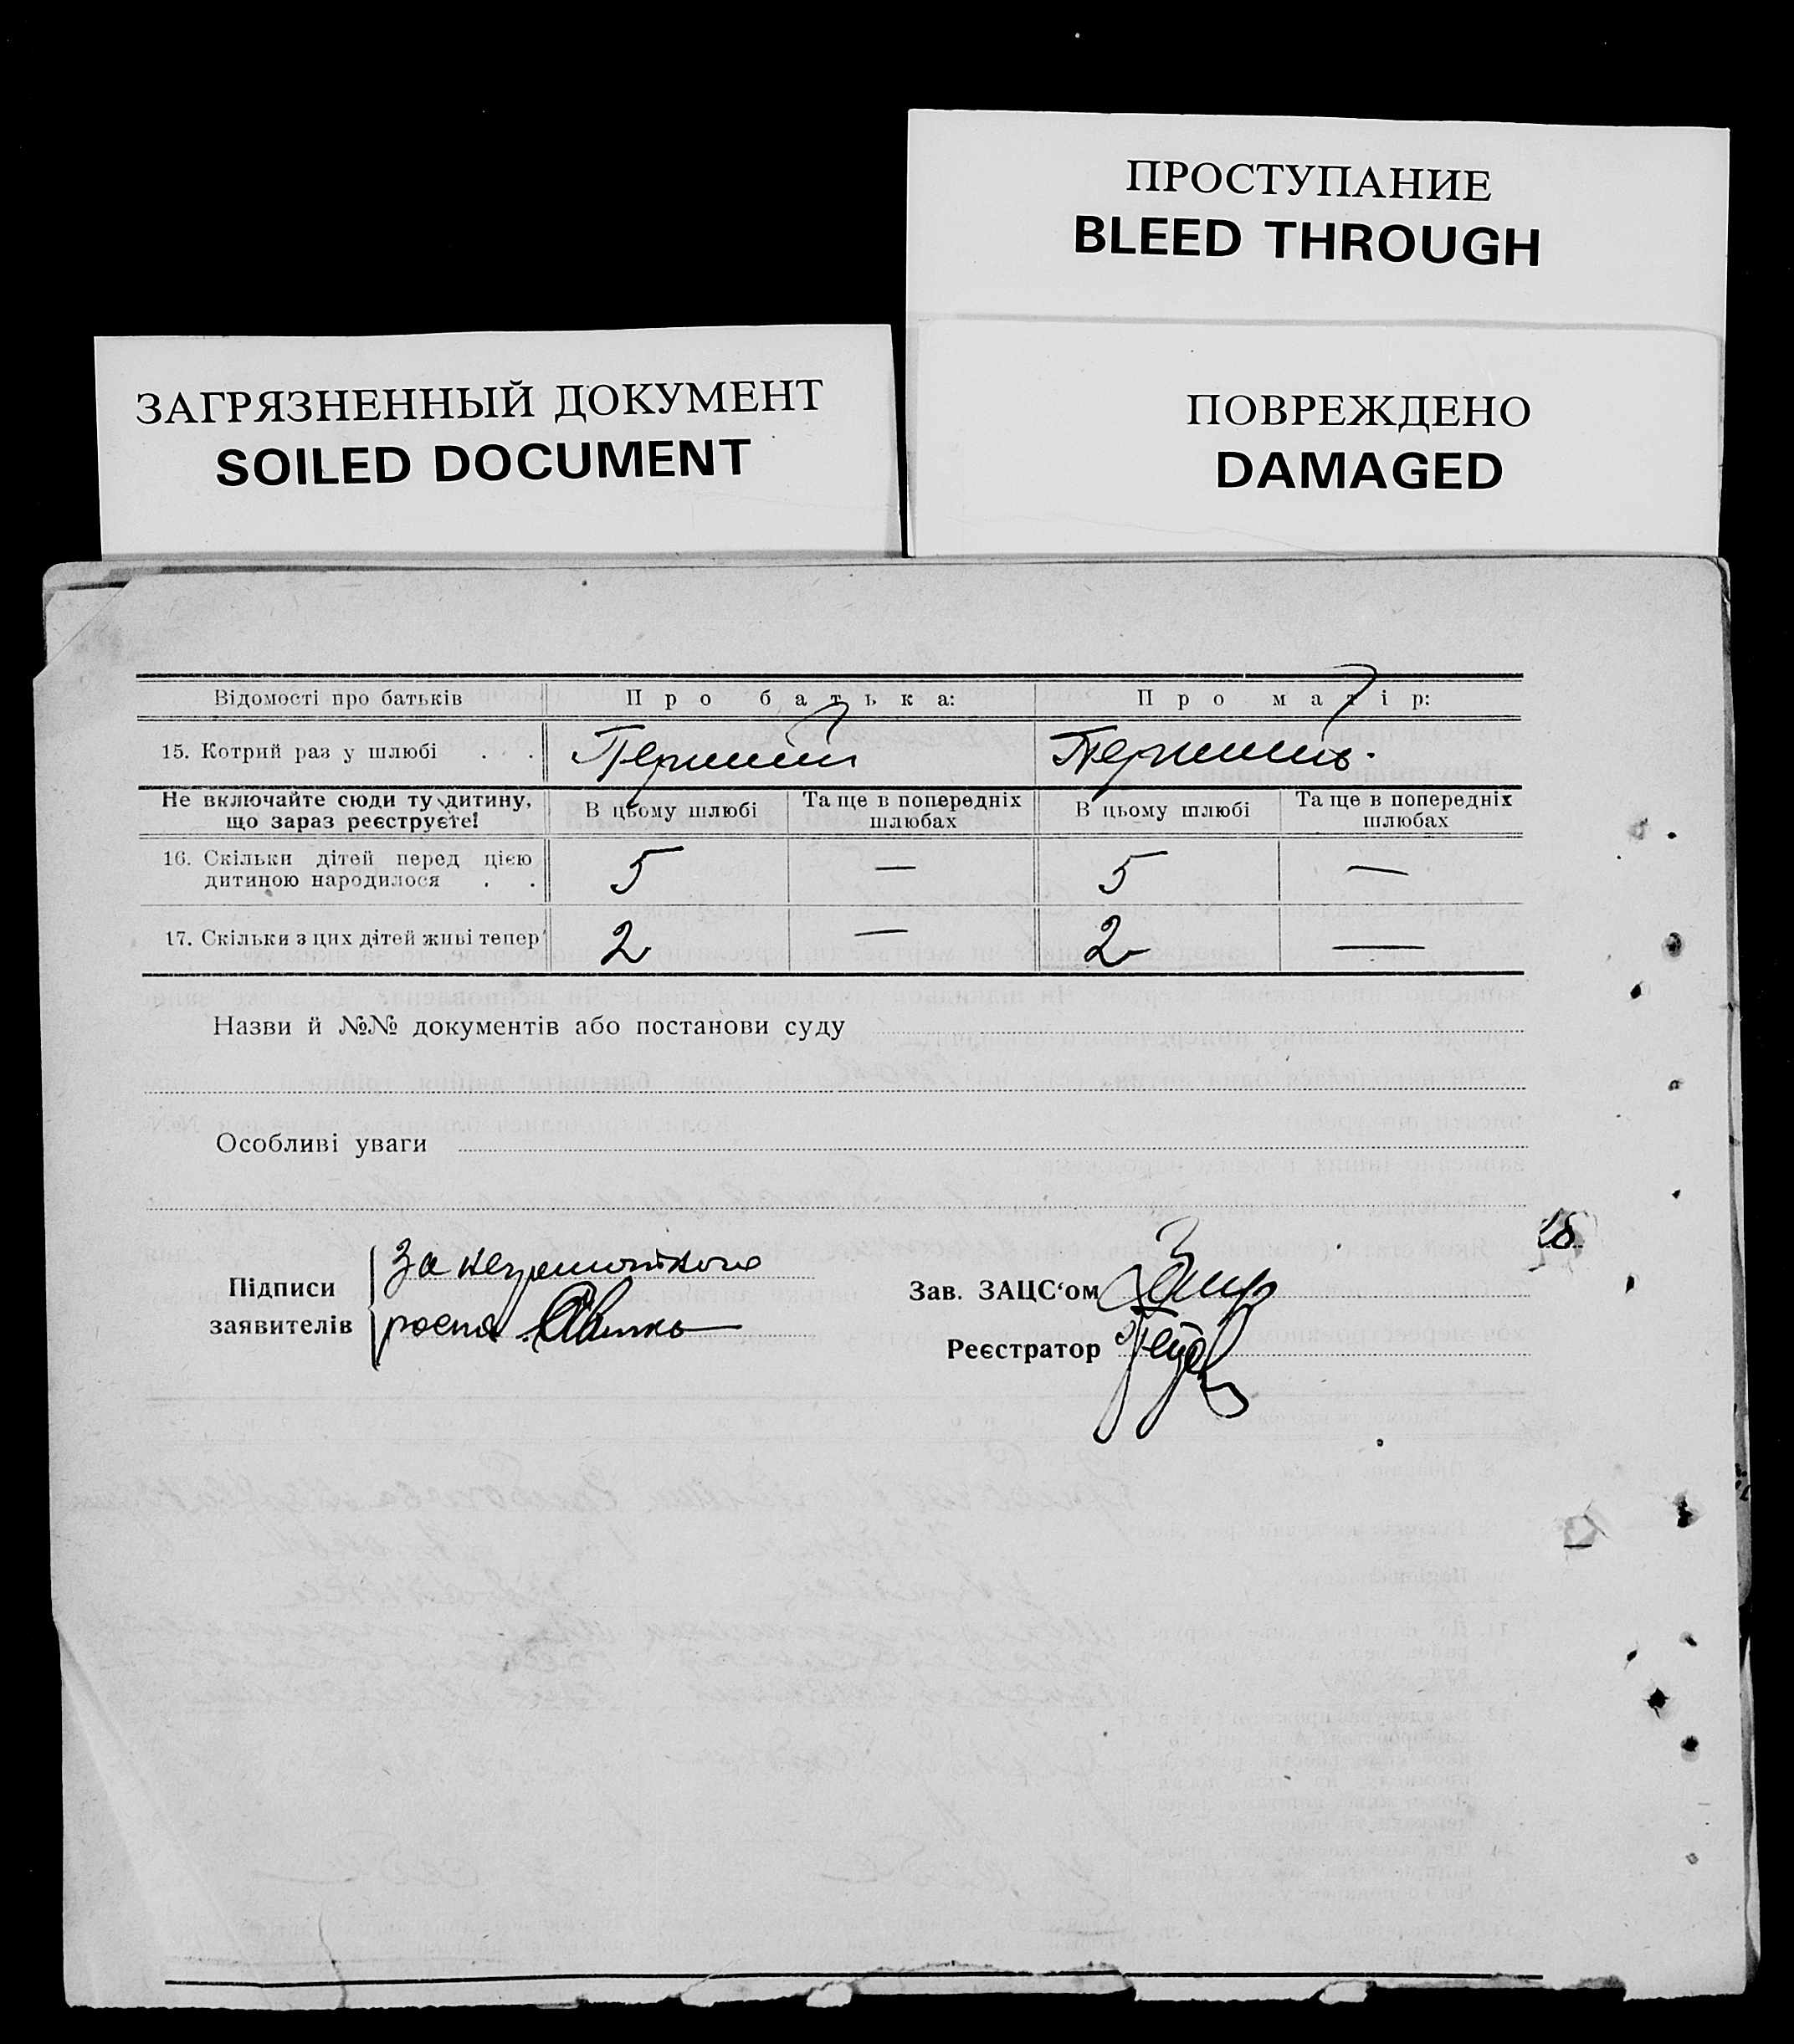 ПРОСТУПАНИЕ
BLEED THROUGH
ЗАГРЯЗНЕННЫЙ ДОКУМЕНТ
SOILED DOCUMENT
ПОВРЕЖДЕНО
DAMAGED
Відомості про батьків Про батька: Про матір:
15. Котрий раз у шлюбі . . Перший Перший.
Не включайте сюди ту дитину, що зараз реєструєте! В цьому шлюбі Та ще в попередніх шлюбах В цьому шлюбі Та ще в попередніх шлюбах
16. Скільки дітей перед цією дитиною народилося . . 5 — 5 —
17. Скільки з цих дітей живі тепер 2 — 2 —
Назви й №№ документів або постанови суду
Особливі уваги
Підписи заявителів За
Зав. ЗАЦС‘ом
Реєстратор